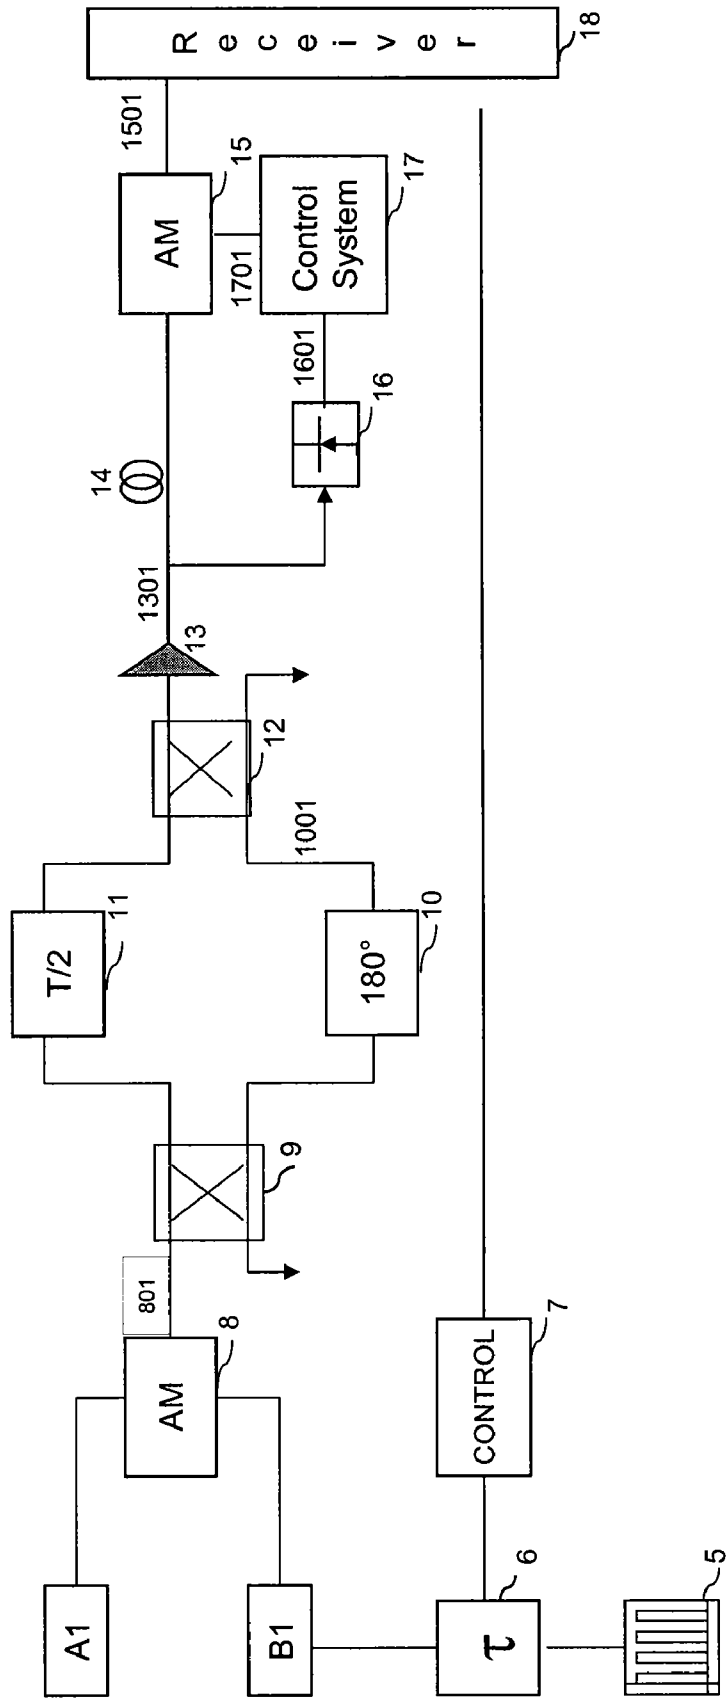 A1
B1
τ
6
5
AM
8
801
CONTROL
7
9
T/2
11
180°
10
1001
12
13
1301
14
16
1601
AM
15
1701
Control
System
17
1501
Receiver
18